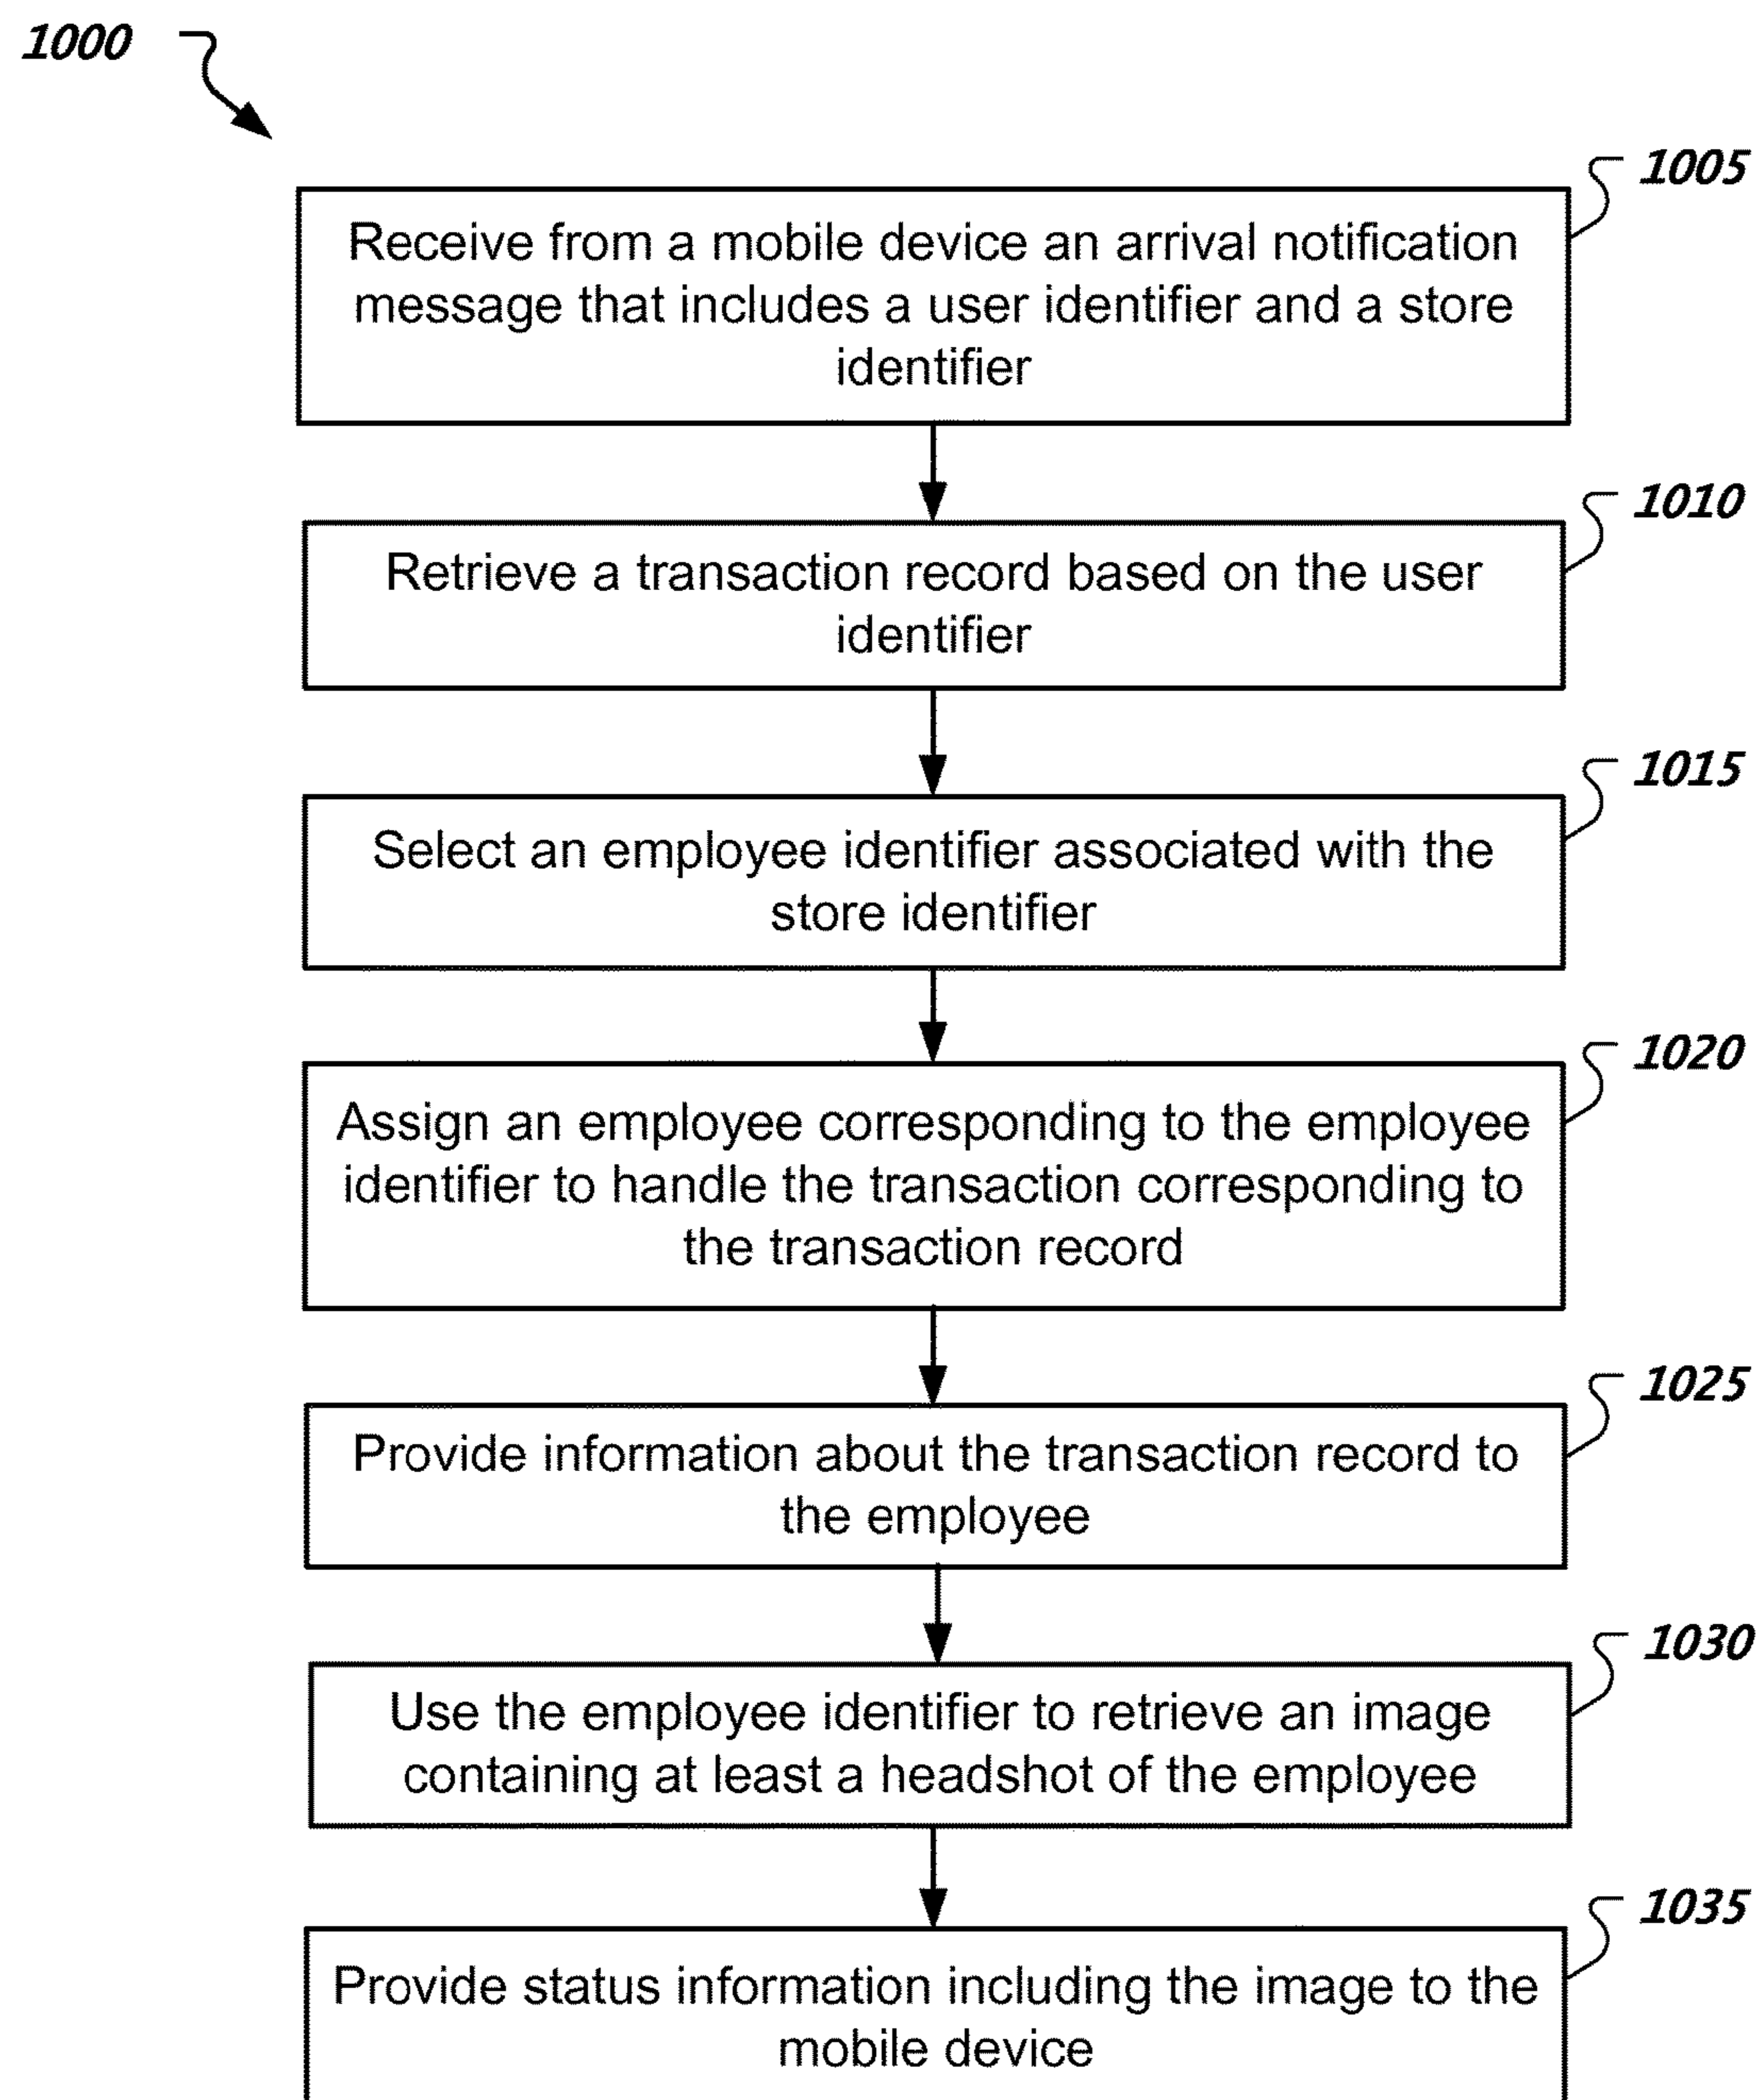 1000
1005
Receive from a mobile device an arrival notification
message that includes a user identifier and a store
identifier
1010
Retrieve a transaction record based on the user
identifier
1015
Select an employee identifier associated with the
store identifier
1020
Assign an employee corresponding to the employee
identifier to handle the transaction corresponding to
the transaction record
1025
Provide information about the transaction record to
the employee
1030
Use the employee identifier to retrieve an image
containing at least a headshot of the employee
1035
Provide status information including the image to the
mobile device